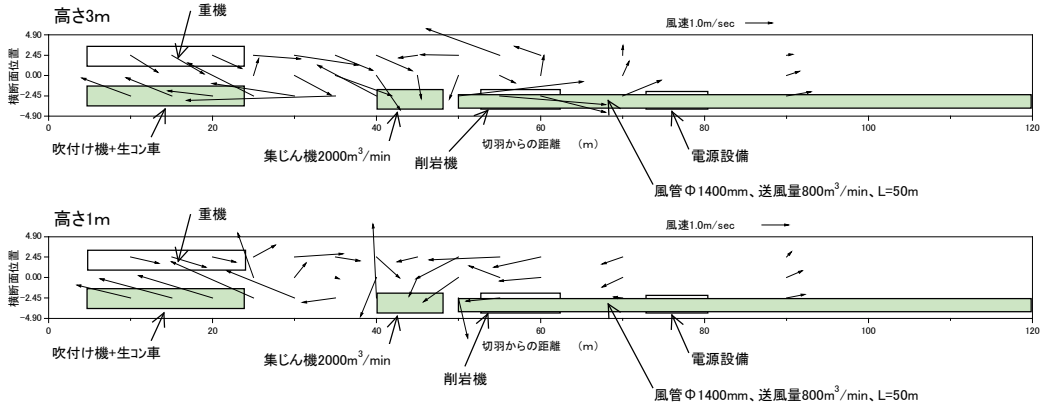 高さ3m
重機
風速1.0m/sec
横断面位置
4.90
2.45
0.00
-2.45
-4.90
0
20
40
60
80
100
120
切羽からの距離 (m)
吹付け機+生コン車
集じん機2000m³/min
削岩機
電源設備
風管Φ1400mm、送風量800m³/min、L=50m
高さ1m
重機
風速1.0m/sec
横断面位置
4.90
2.45
0.00
-2.45
-4.90
0
20
40
60
80
100
120
切羽からの距離 (m)
吹付け機+生コン車
集じん機2000m³/min
削岩機
電源設備
風管Φ1400mm、送風量800m³/min、L=50m